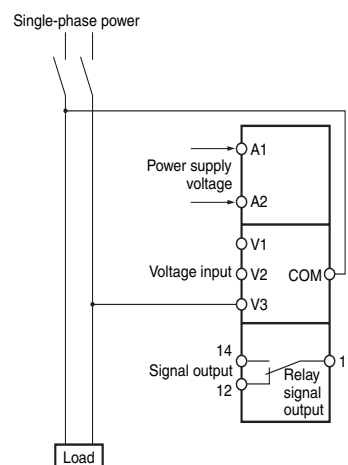 Single-phase power
A1
Power supply
voltage
A2
V1
Voltage input
V2
COM
V3
14
1
Signal output
Relay
signal
output
12
Load